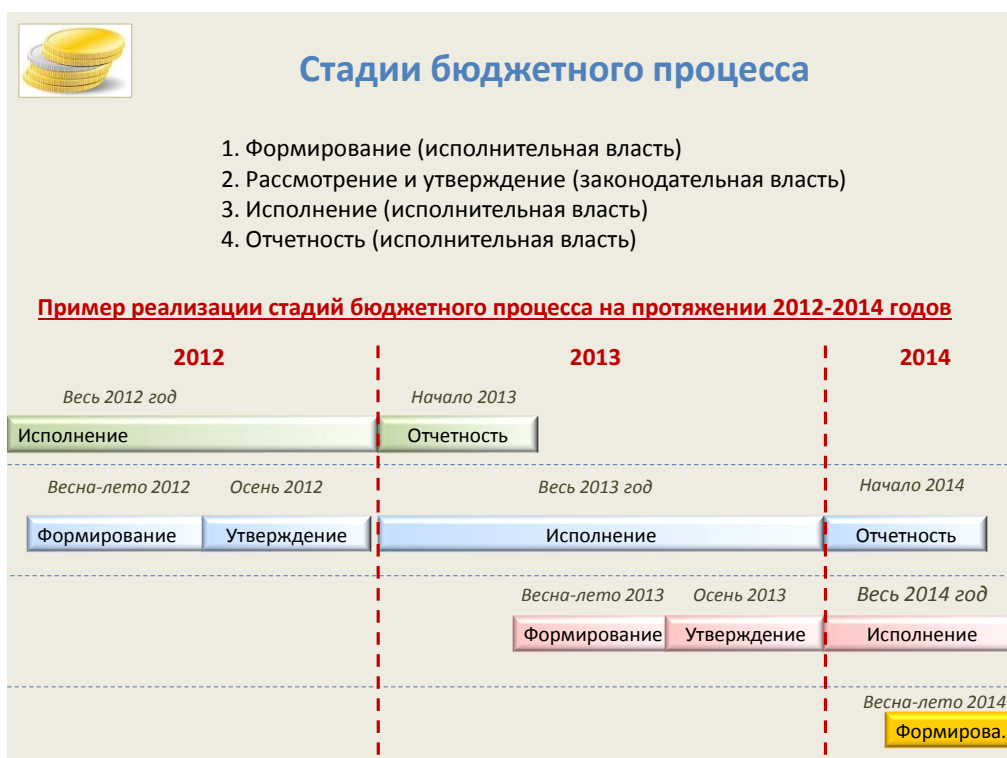 Стадии бюджетного процесса
1. Формирование (исполнительная власть)
2. Рассмотрение и утверждение (законодательная власть)
3. Исполнение (исполнительная власть)
4. Отчетность (исполнительная власть)
Пример реализации стадий бюджетного процесса на протяжении 2012-2014 годов
2012 2013 2014
Весь 2012 год Начало 2013
Исполнение Отчетность
Весна-лето 2012 Осень 2012 Весь 2013 год Начало 2014
Формирование Утверждение Исполнение Отчетность
Весна-лето 2013 Осень 2013 Весь 2014 год
Формирование Утверждение Исполнение
Весна-лето 2014
Формирова.